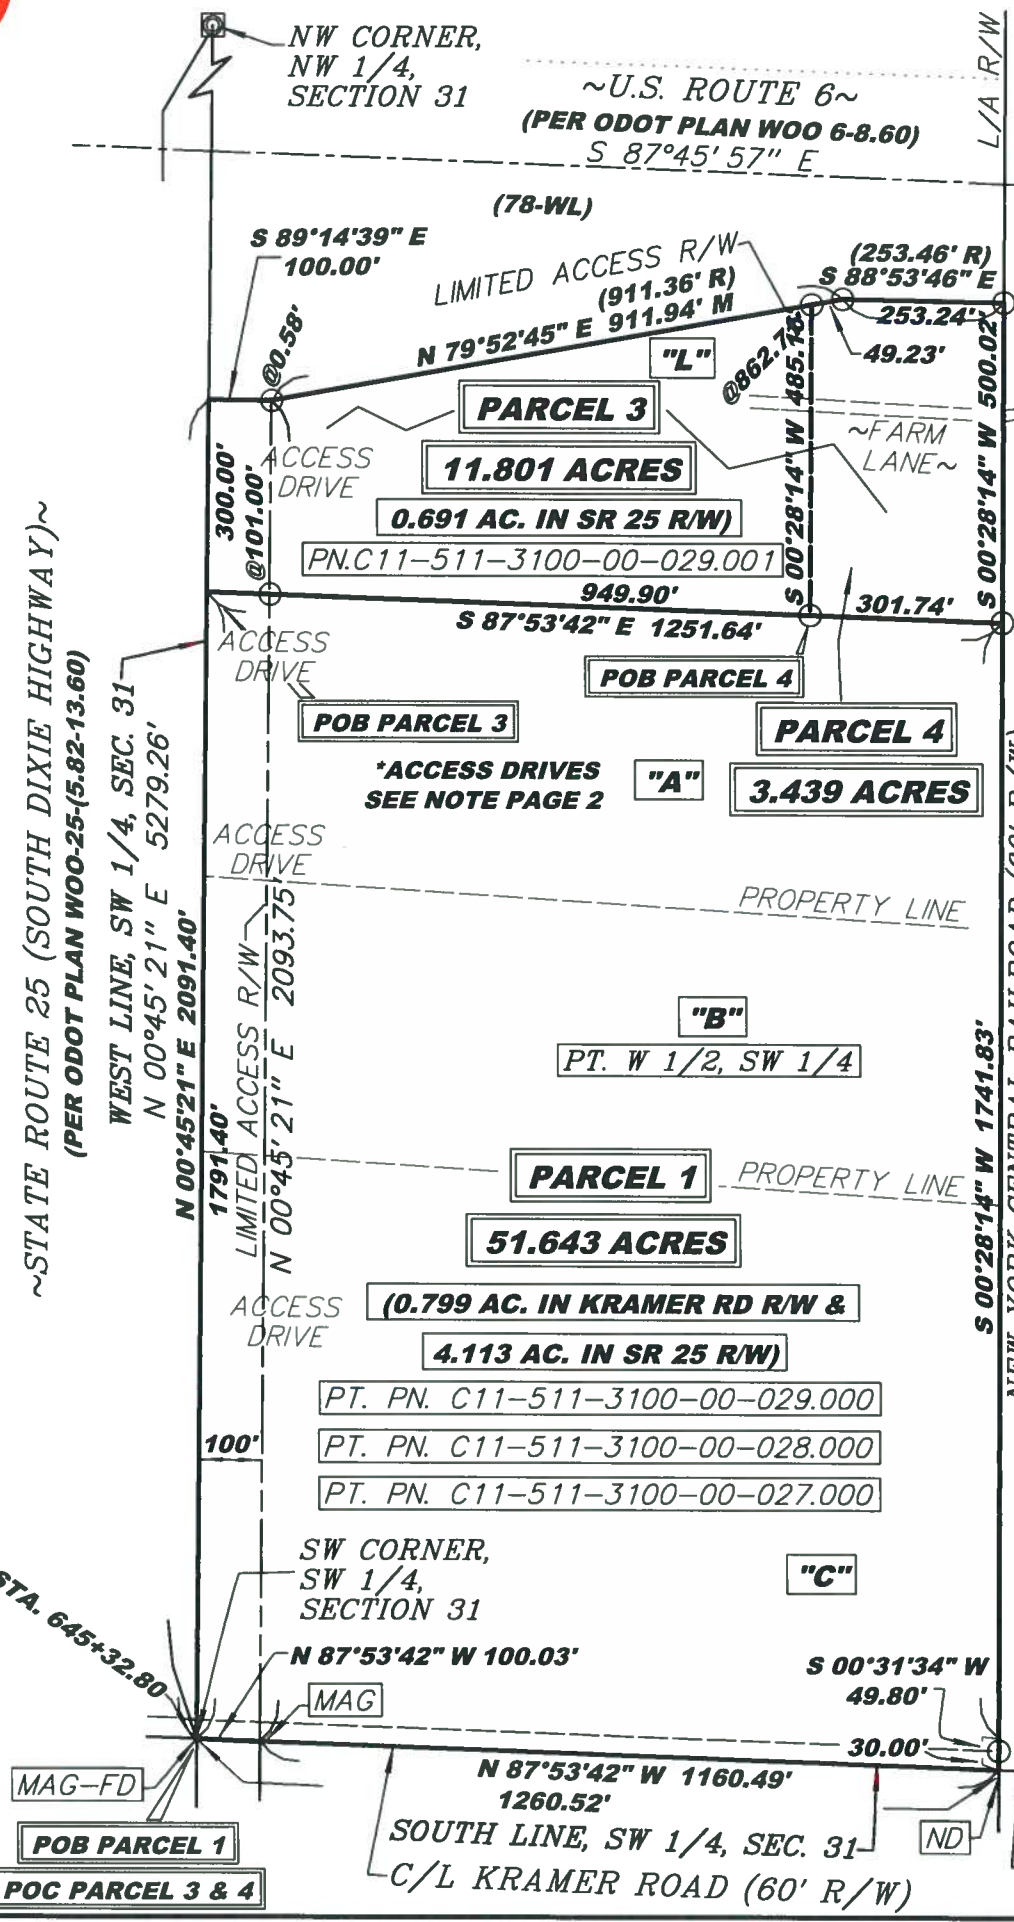 NW CORNER,
NW 1/4,
SECTION 31
~U.S. ROUTE 6~
(PER ODOT PLAN WOO 6-8.60)
S 87°45'57" E
L/A R/W
(78-WL)
S 89°14'39" E
100.00'
LIMITED ACCESS R/W
(911.36' R)
N 79°52'45" E 911.94' M
(253.46' R)
S 88°53'46" E
253.24'
49.23'
@0.58'
"L"
S 00°28'14" W 485.18'
S 00°28'14" W 500.02'
PARCEL 3
~FARM
LANE~
ACCESS
DRIVE
11.801 ACRES
300.00'
@101.00'
0.691 AC. IN SR 25 R/W)
PN.C11-511-3100-00-029.001
949.90'
301.74'
S 87°53'42" E 1251.64'
ACCESS
DRIVE
POB PARCEL 4
POB PARCEL 3
PARCEL 4
3.439 ACRES
*ACCESS DRIVES
SEE NOTE PAGE 2
"A"
~STATE ROUTE 25 (SOUTH DIXIE HIGHWAY)~
(PER ODOT PLAN WOO-25-(5.82-13.60)
WEST LINE, SW 1/4, SEC. 31
N 00°45'21" E 5279.26'
N 00°45'21" E 2091.40'
1791.40'
LIMITED ACCESS R/W
N 00°45'21" E 2093.75'
ACCESS
DRIVE
PROPERTY LINE
"B"
PT. W 1/2, SW 1/4
S 00°28'14" W 1741.83'
NEW YORK CENTRAL RAILROAD
PARCEL 1
PROPERTY LINE
51.643 ACRES
ACCESS
DRIVE
(0.799 AC. IN KRAMER RD R/W &
4.113 AC. IN SR 25 R/W)
PT. PN. C11-511-3100-00-029.000
PT. PN. C11-511-3100-00-028.000
PT. PN. C11-511-3100-00-027.000
100'
SW CORNER,
SW 1/4,
SECTION 31
"C"
STA. 645+32.80
N 87°53'42" W 100.03'
S 00°31'34" W
49.80'
MAG
30.00'
MAG-FD
N 87°53'42" W 1160.49'
1260.52'
POB PARCEL 1
SOUTH LINE, SW 1/4, SEC. 31
ND
POC PARCEL 3 & 4
C/L KRAMER ROAD (60' R/W)